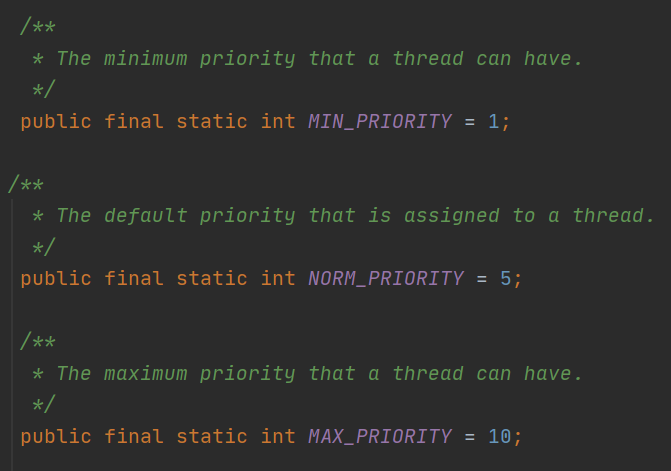 /**
* The minimum priority that a thread can have.
*/
public final static int MIN_PRIORITY = 1;
/**
* The default priority that is assigned to a thread.
*/
public final static int NORM_PRIORITY = 5;
/**
* The maximum priority that a thread can have.
*/
public final static int MAX_PRIORITY = 10;